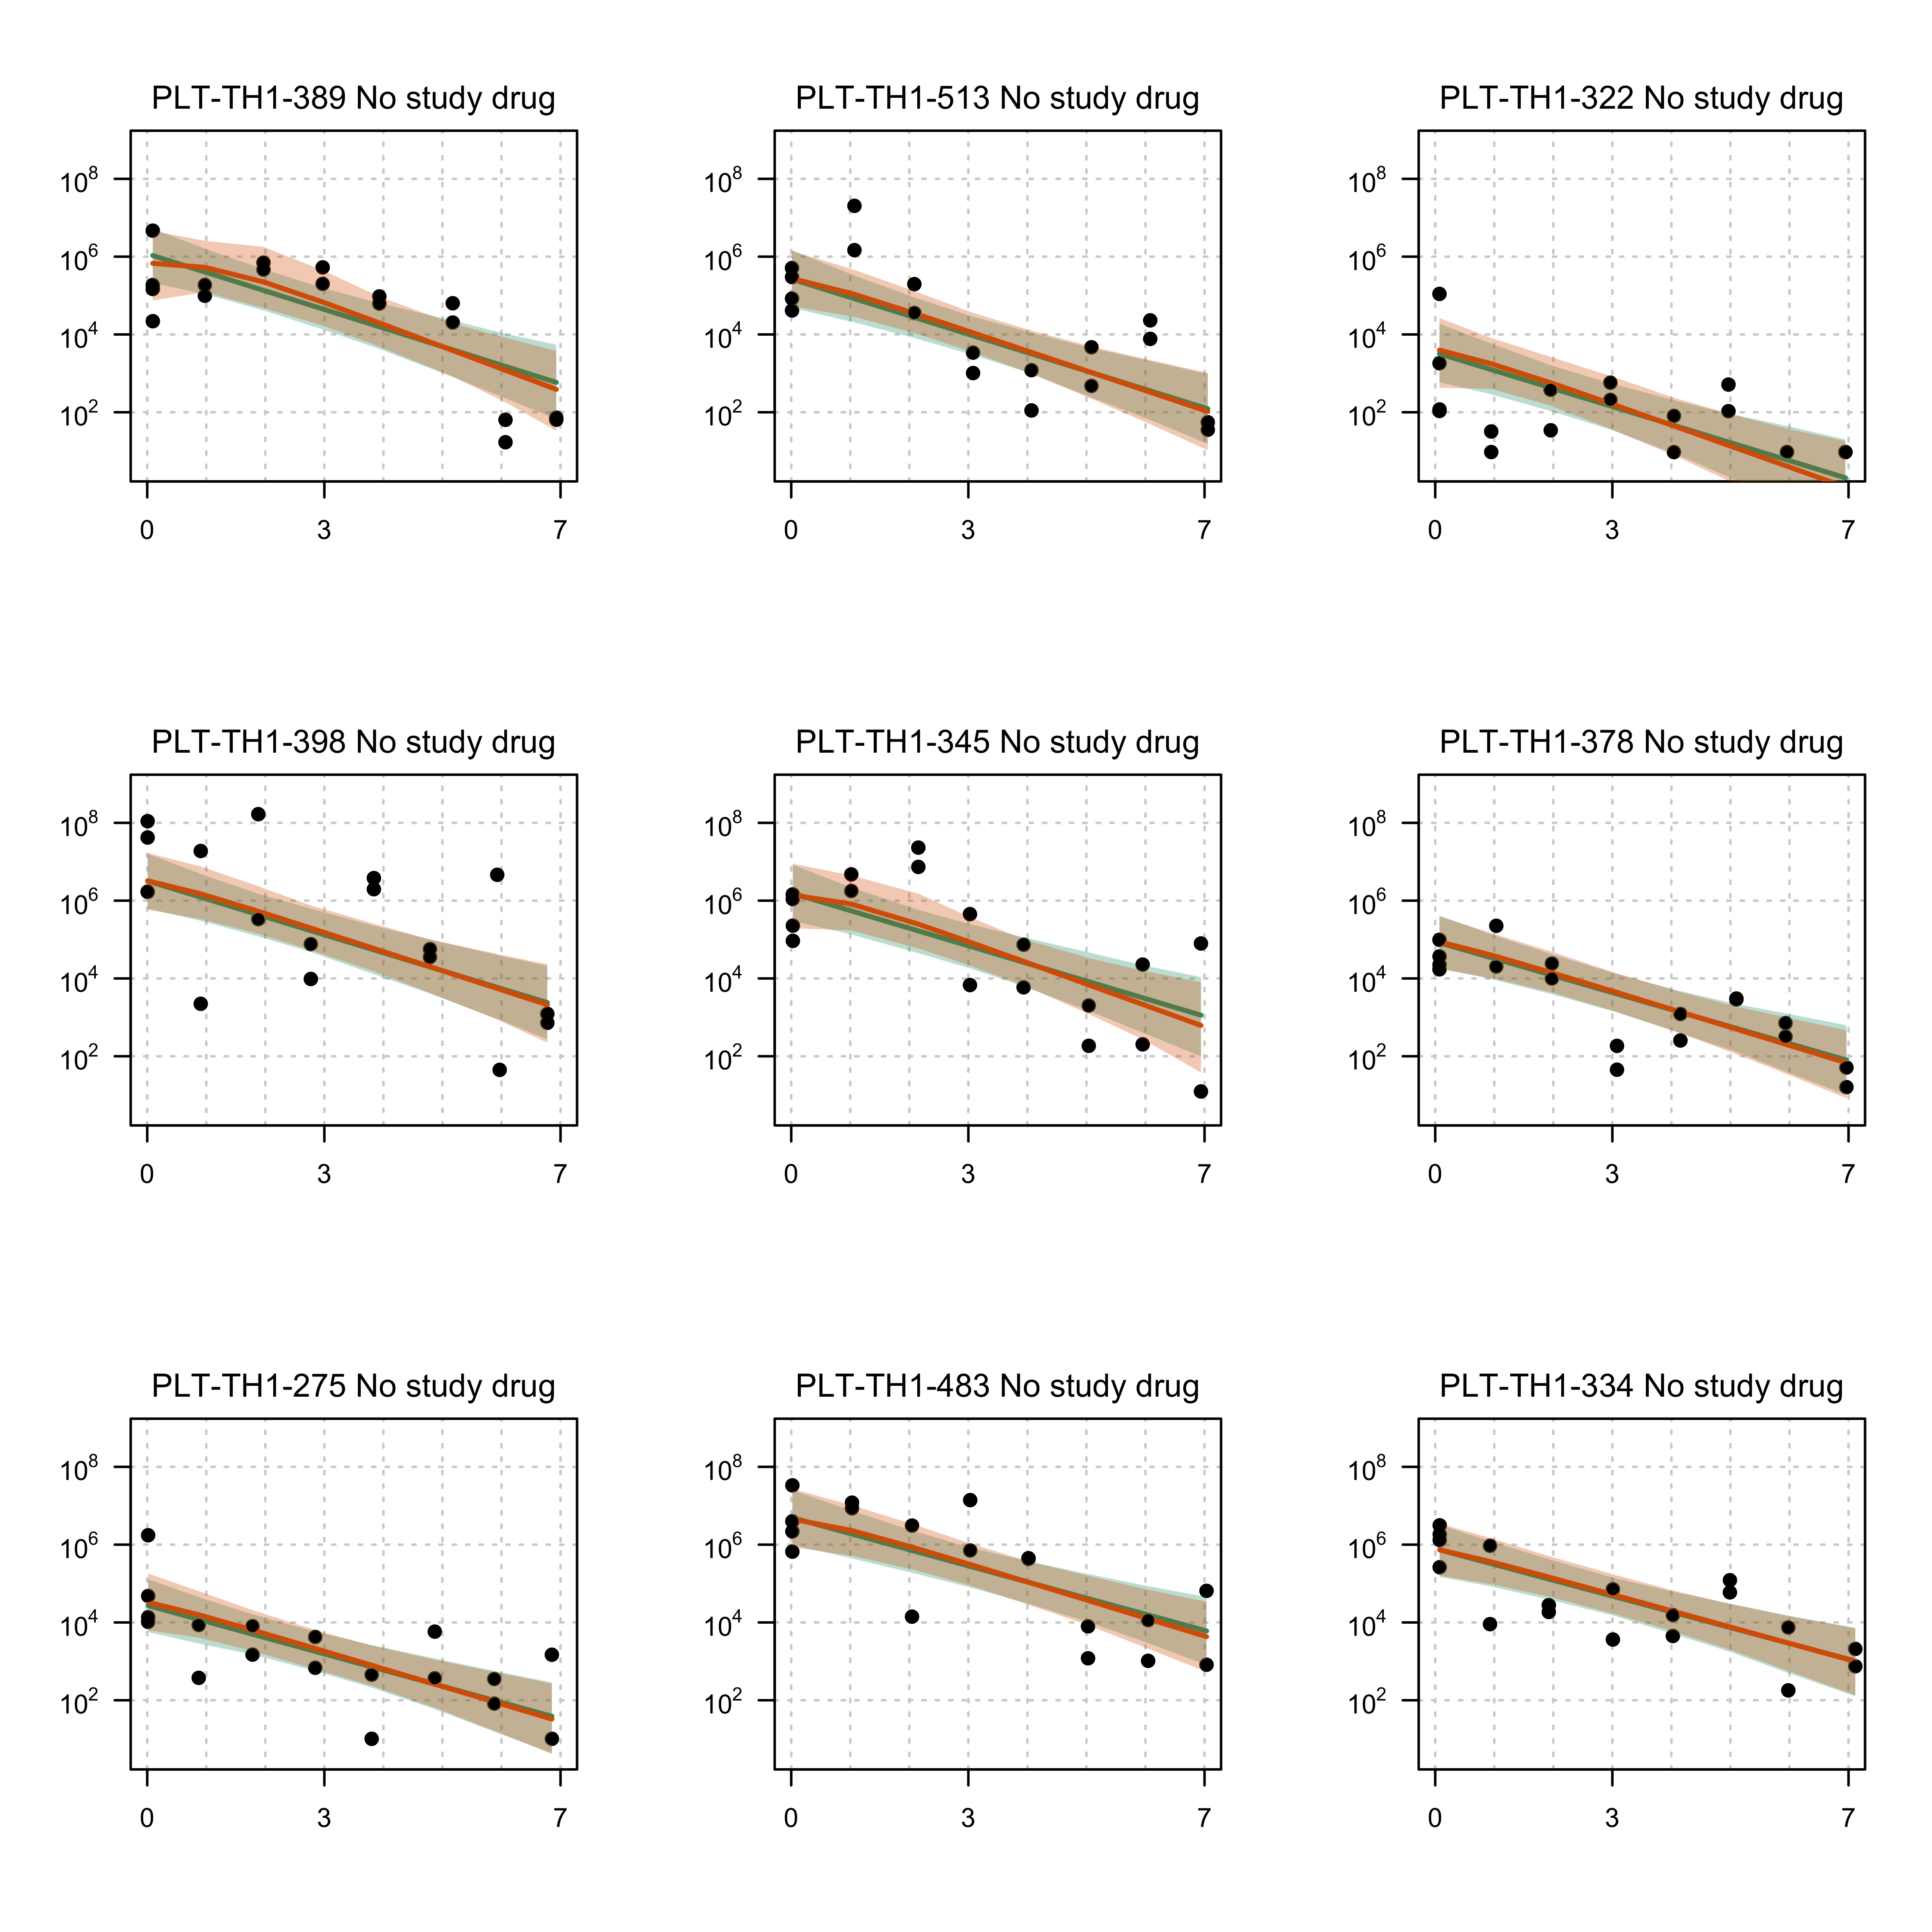 PLT-TH1-389 No study drug
PLT-TH1-513 No study drug
PLT-TH1-322 No study drug
10^8
10^6
10^4
10^2
0 3 7
10^8
10^6
10^4
10^2
0 3 7
10^8
10^6
10^4
10^2
0 3 7
PLT-TH1-398 No study drug
PLT-TH1-345 No study drug
PLT-TH1-378 No study drug
10^8
10^6
10^4
10^2
0 3 7
10^8
10^6
10^4
10^2
0 3 7
10^8
10^6
10^4
10^2
0 3 7
PLT-TH1-275 No study drug
PLT-TH1-483 No study drug
PLT-TH1-334 No study drug
10^8
10^6
10^4
10^2
0 3 7
10^8
10^6
10^4
10^2
0 3 7
10^8
10^6
10^4
10^2
0 3 7